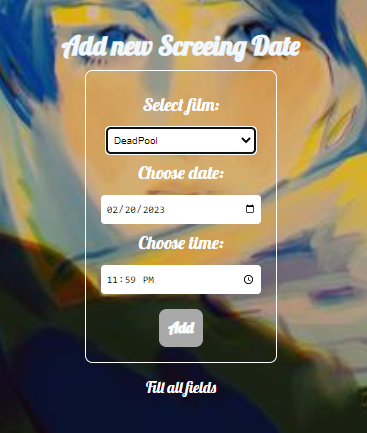 Add new Screeing Date
Select film:
DeadPool
Choose date:
02/20/2023
Choose time:
11:59 PM
Add
Fill all fields